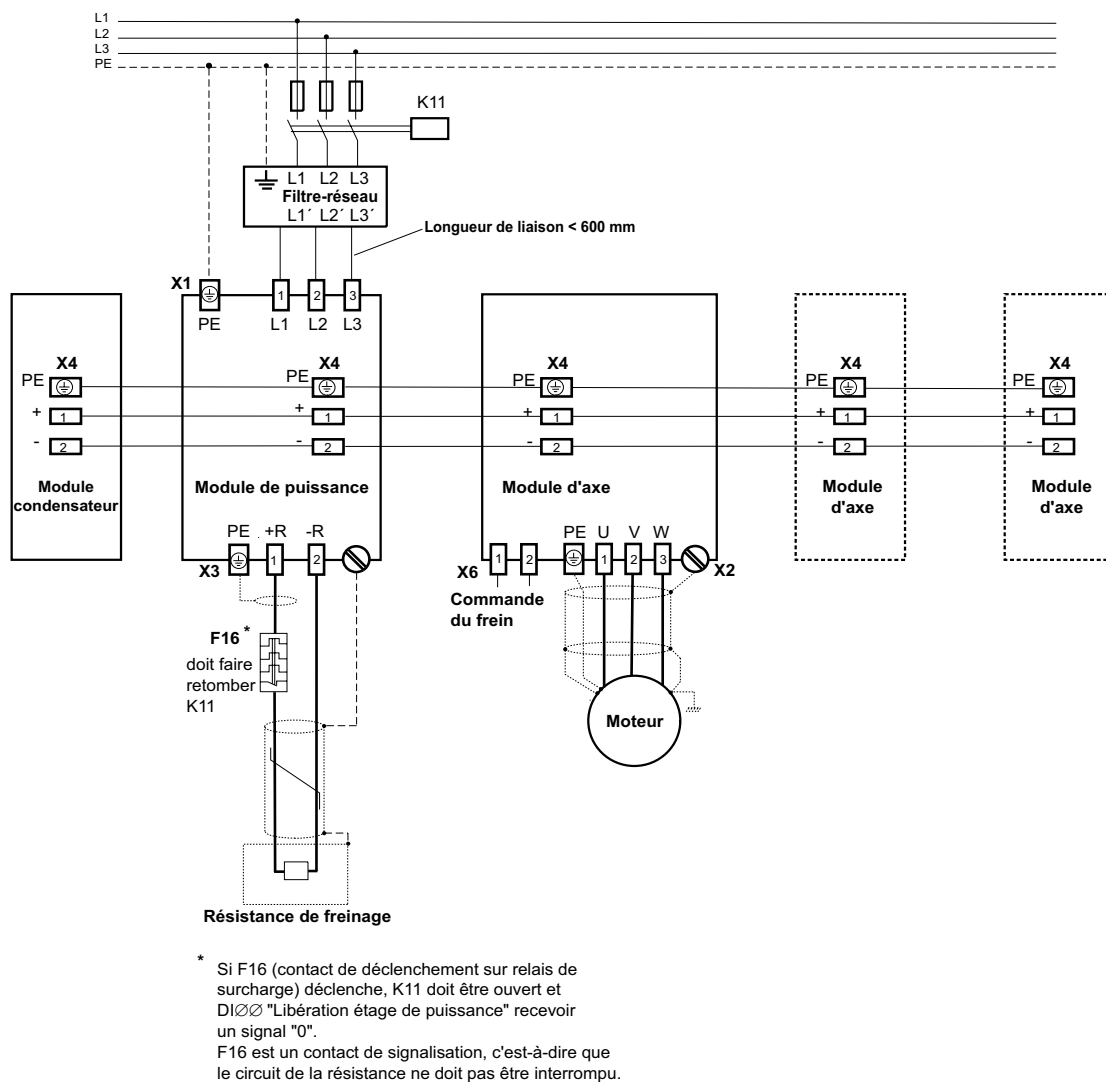 L1
L2
L3
PE
K11
L1 L2 L3
Filtre-réseau
L1´ L2´ L3´
Longueur de liaison < 600 mm
X1
1 2 3
PE L1 L2 L3
X4 X4 X4 X4 X4
PE PE PE PE PE
+ 1 + 1 + 1 + 1 + 1
- 2 - 2 - 2 - 2 - 2
Module
condensateur
Module de puissance
Module d'axe
Module
d'axe
Module
d'axe
PE +R -R
X3 1 2
PE U V W
X6 1 2 1 2 3 X2
Commande
du frein
F16 *
doit faire
retomber
K11
Moteur
Résistance de freinage
* Si F16 (contact de déclenchement sur relais de
surcharge) déclenche, K11 doit être ouvert et
DI∅∅ "Libération étage de puissance" recevoir
un signal "0".
F16 est un contact de signalisation, c'est-à-dire que
le circuit de la résistance ne doit pas être interrompu.